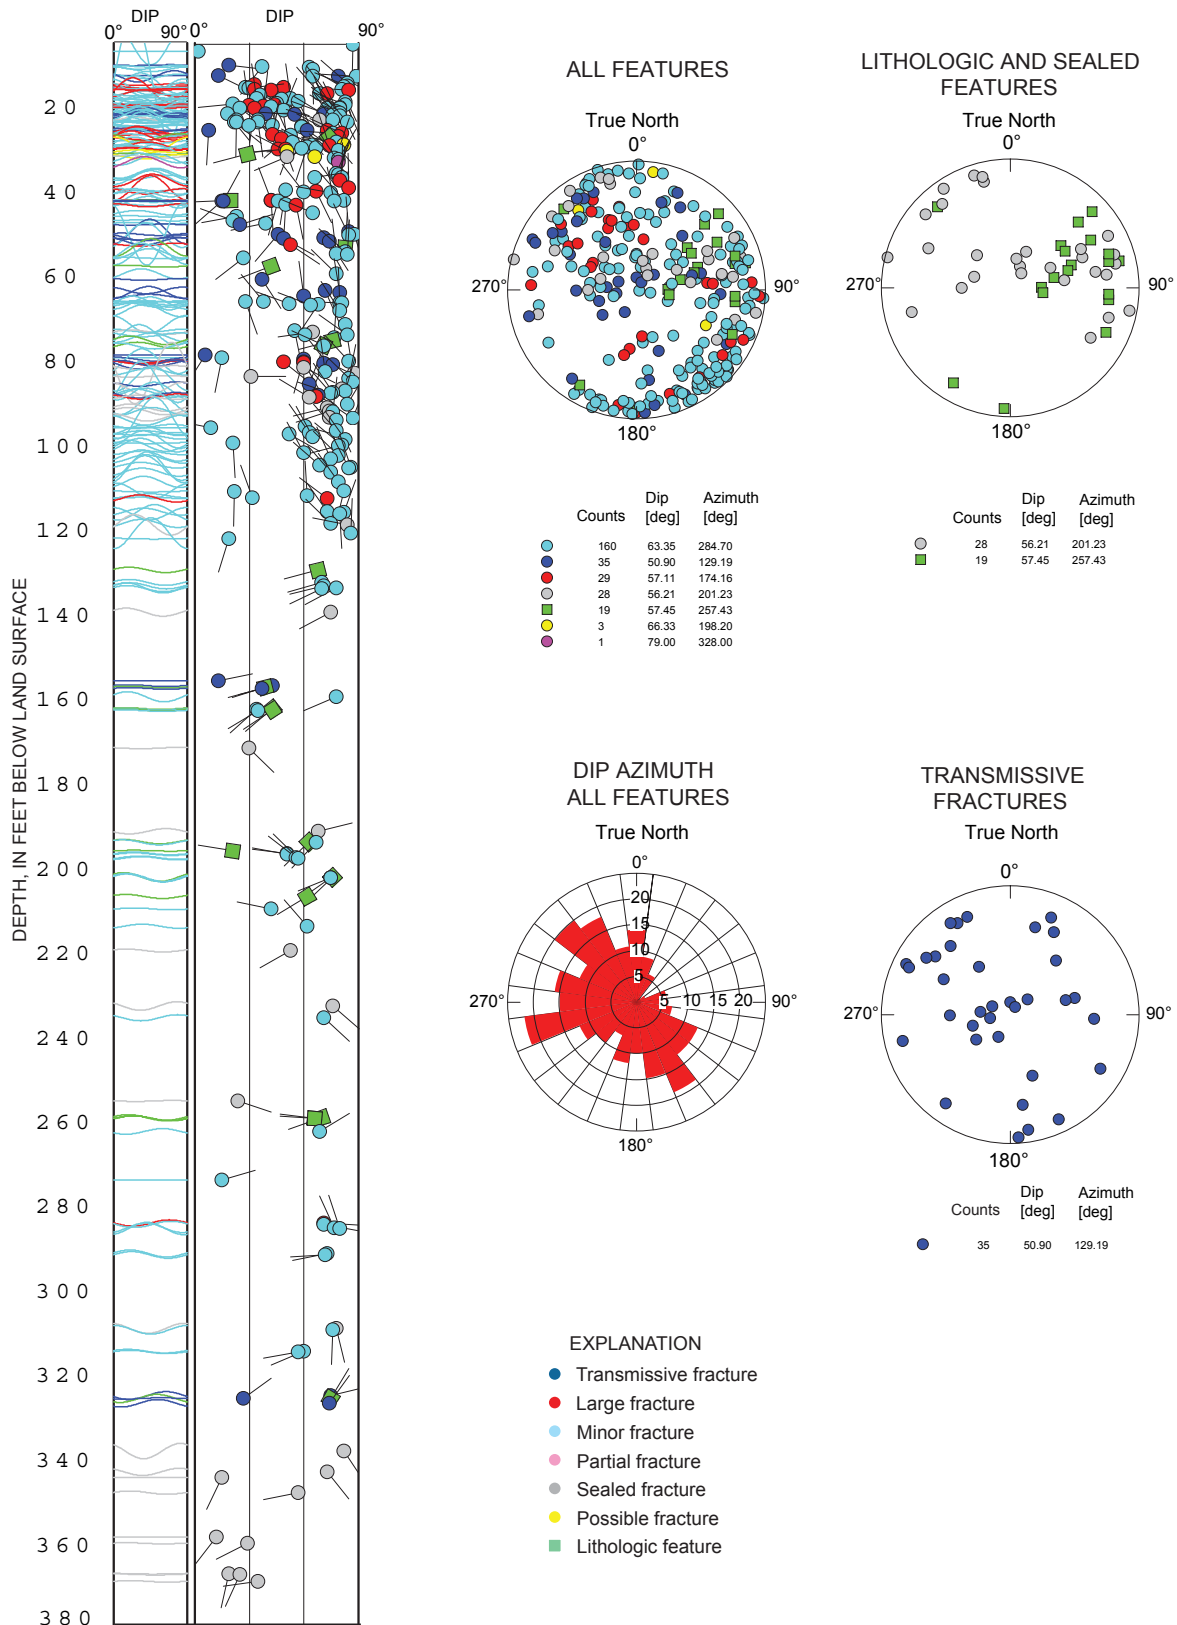 DIP
0° 90°
DIP
0° 90°
DEPTH, IN FEET BELOW LAND SURFACE
20
40
60
80
100
120
140
160
180
200
220
240
260
280
300
320
340
360
380
ALL FEATURES
True North
0°
270°
90°
180°
Counts Dip [deg] Azimuth [deg]
160 63.35 284.70
35 50.90 129.19
29 57.11 174.16
28 56.21 201.23
19 57.45 257.43
3 66.33 198.20
1 79.00 328.00
LITHOLOGIC AND SEALED
FEATURES
True North
0°
270°
90°
180°
Counts Dip [deg] Azimuth [deg]
28 56.21 201.23
19 57.45 257.43
DIP AZIMUTH
ALL FEATURES
True North
0°
20
15
10
5
5 10 15 20
270°
90°
180°
TRANSMISSIVE
FRACTURES
True North
0°
270°
90°
180°
Counts Dip [deg] Azimuth [deg]
35 50.90 129.19
EXPLANATION
Transmissive fracture
Large fracture
Minor fracture
Partial fracture
Sealed fracture
Possible fracture
Lithologic feature